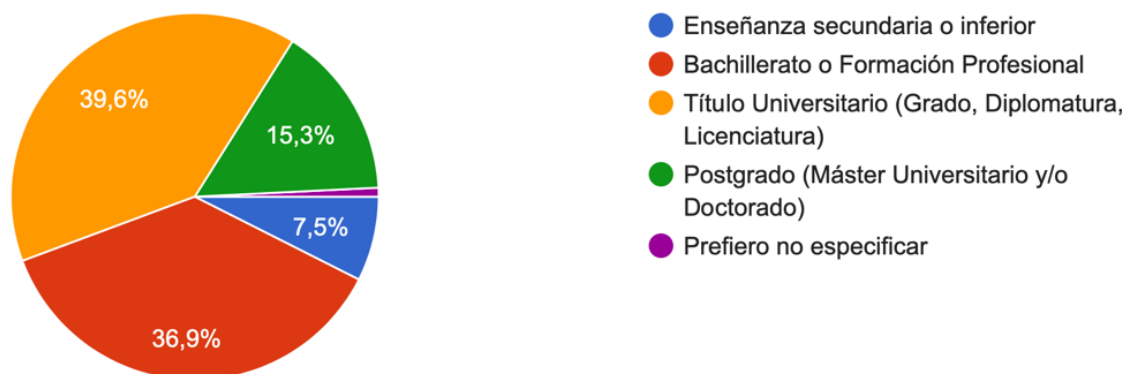 39,6%
15,3%
7,5%
36,9%
Enseñanza secundaria o inferior
Bachillerato o Formación Profesional
Título Universitario (Grado, Diplomatura,
Licenciatura)
Postgrado (Máster Universitario y/o
Doctorado)
Prefiero no especificar